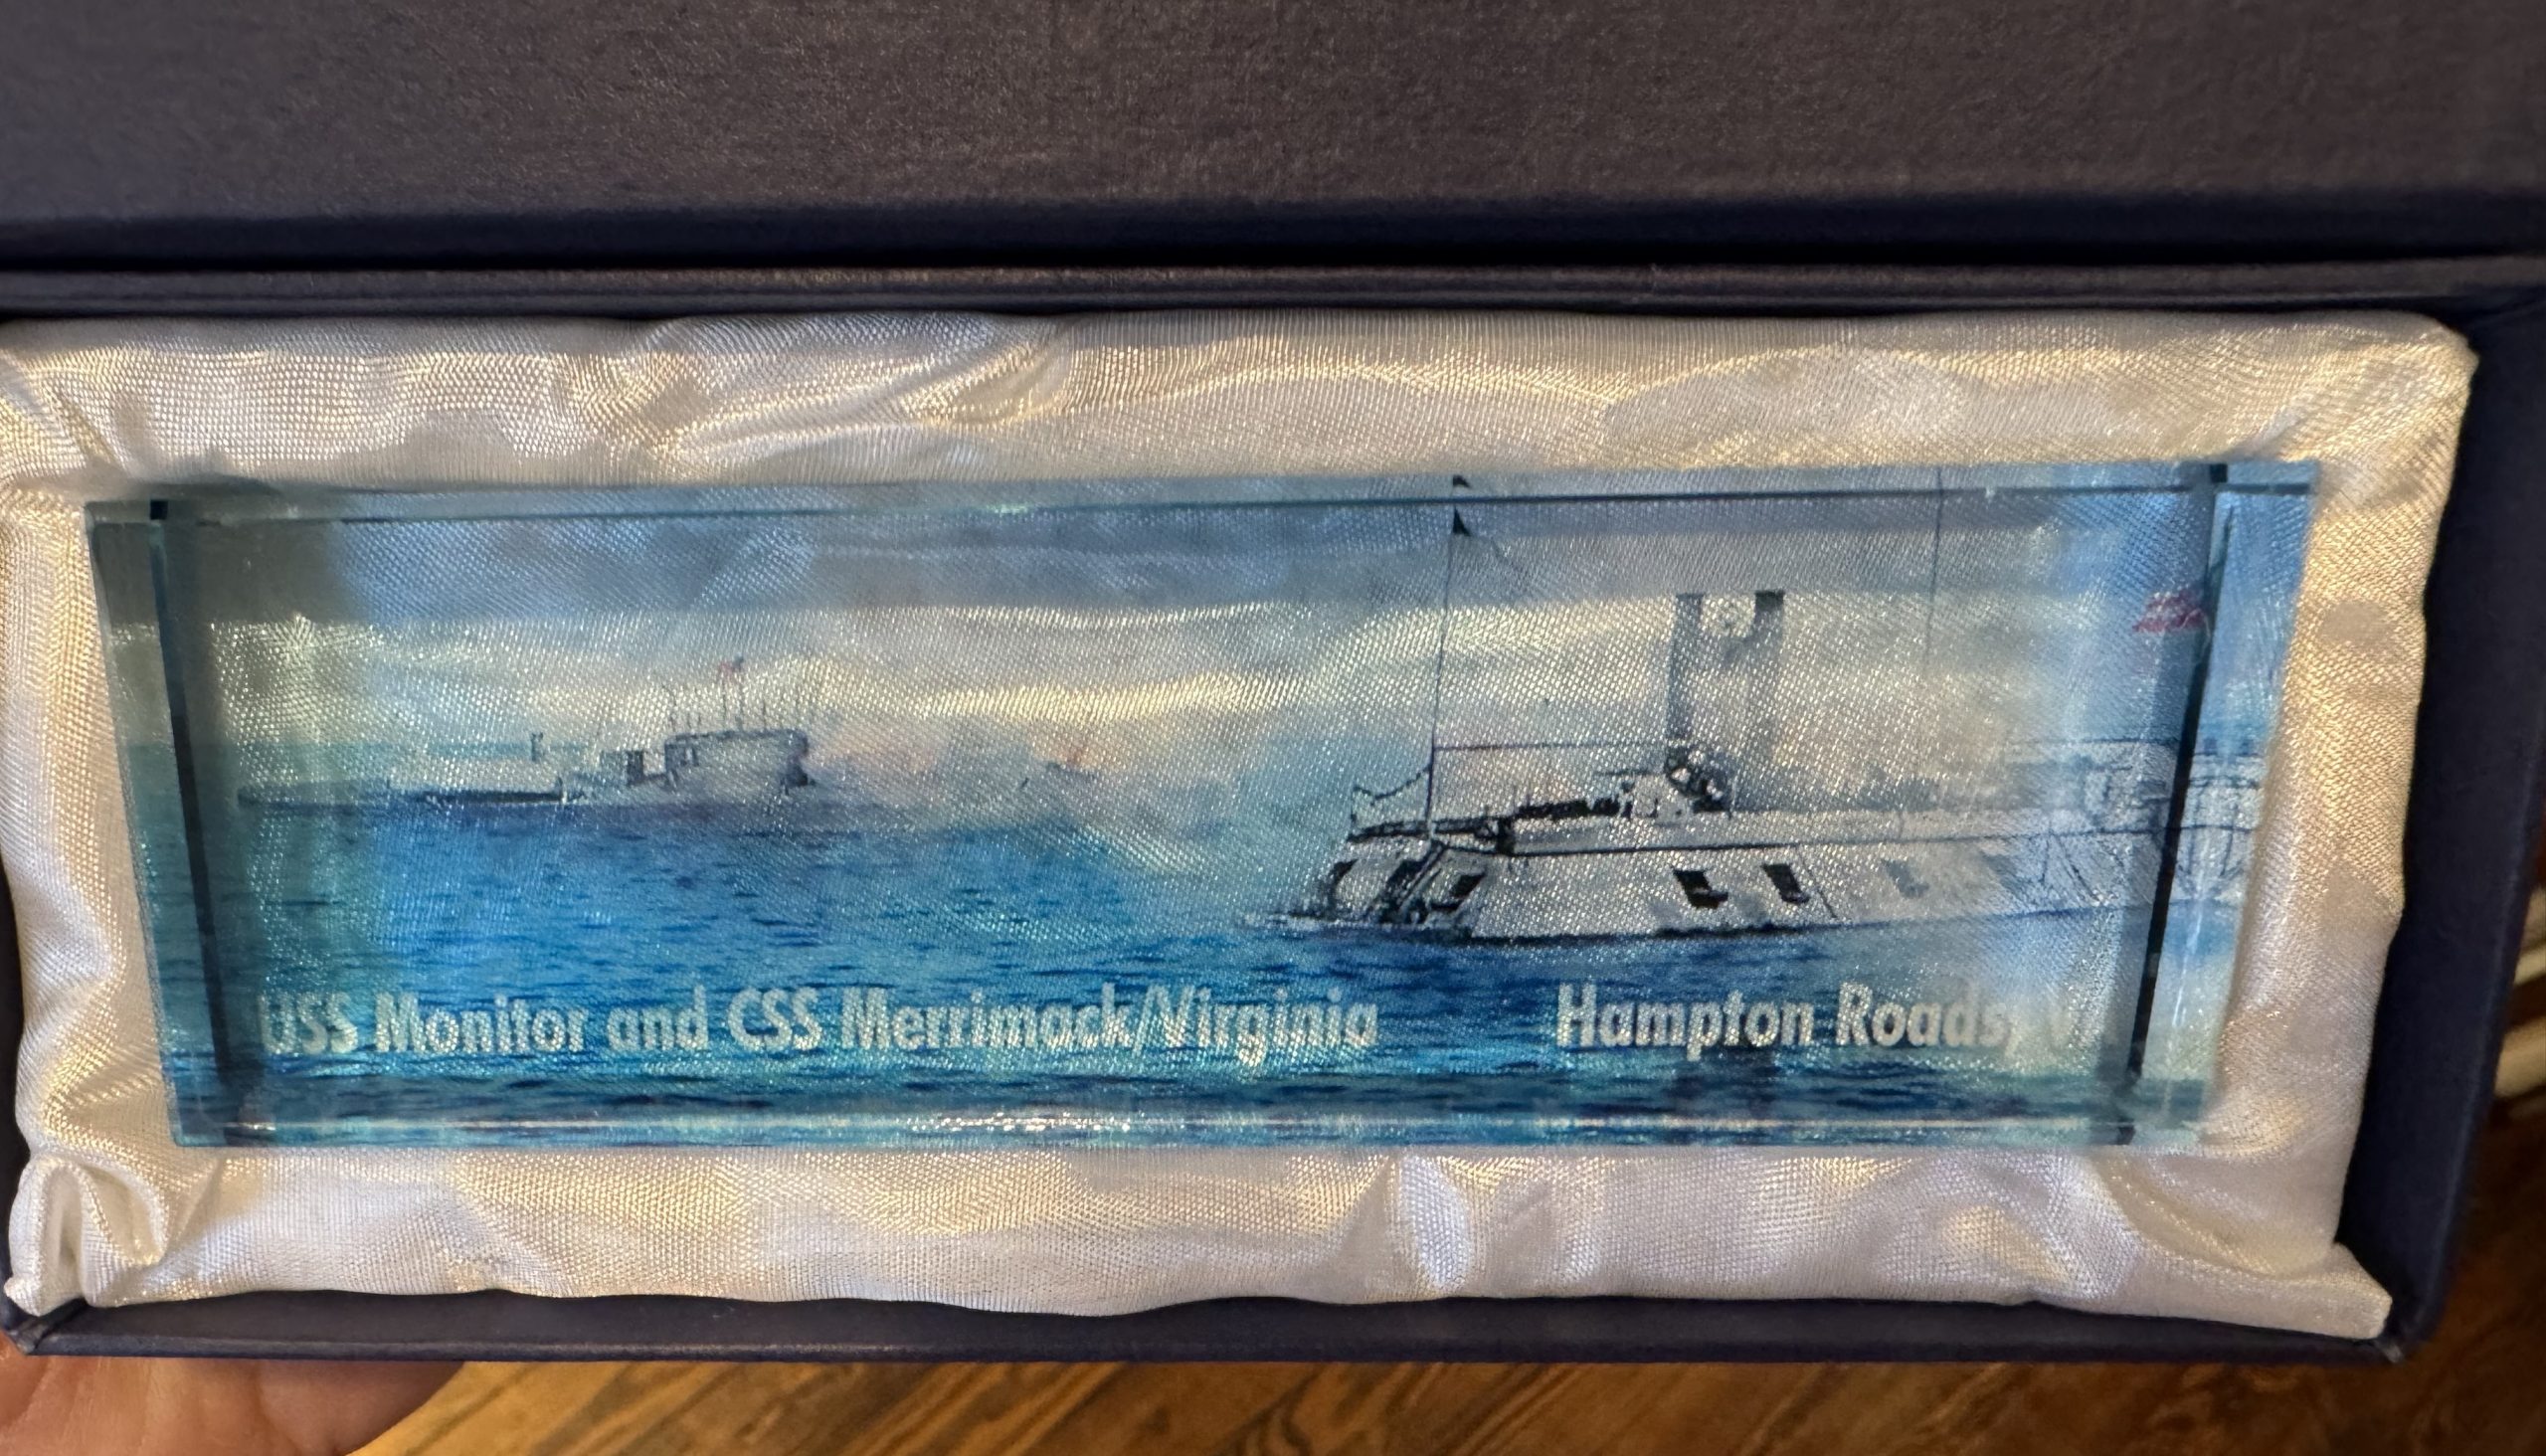 USS Monitor and CSS Merrimack/Virginia Hampton Roads,